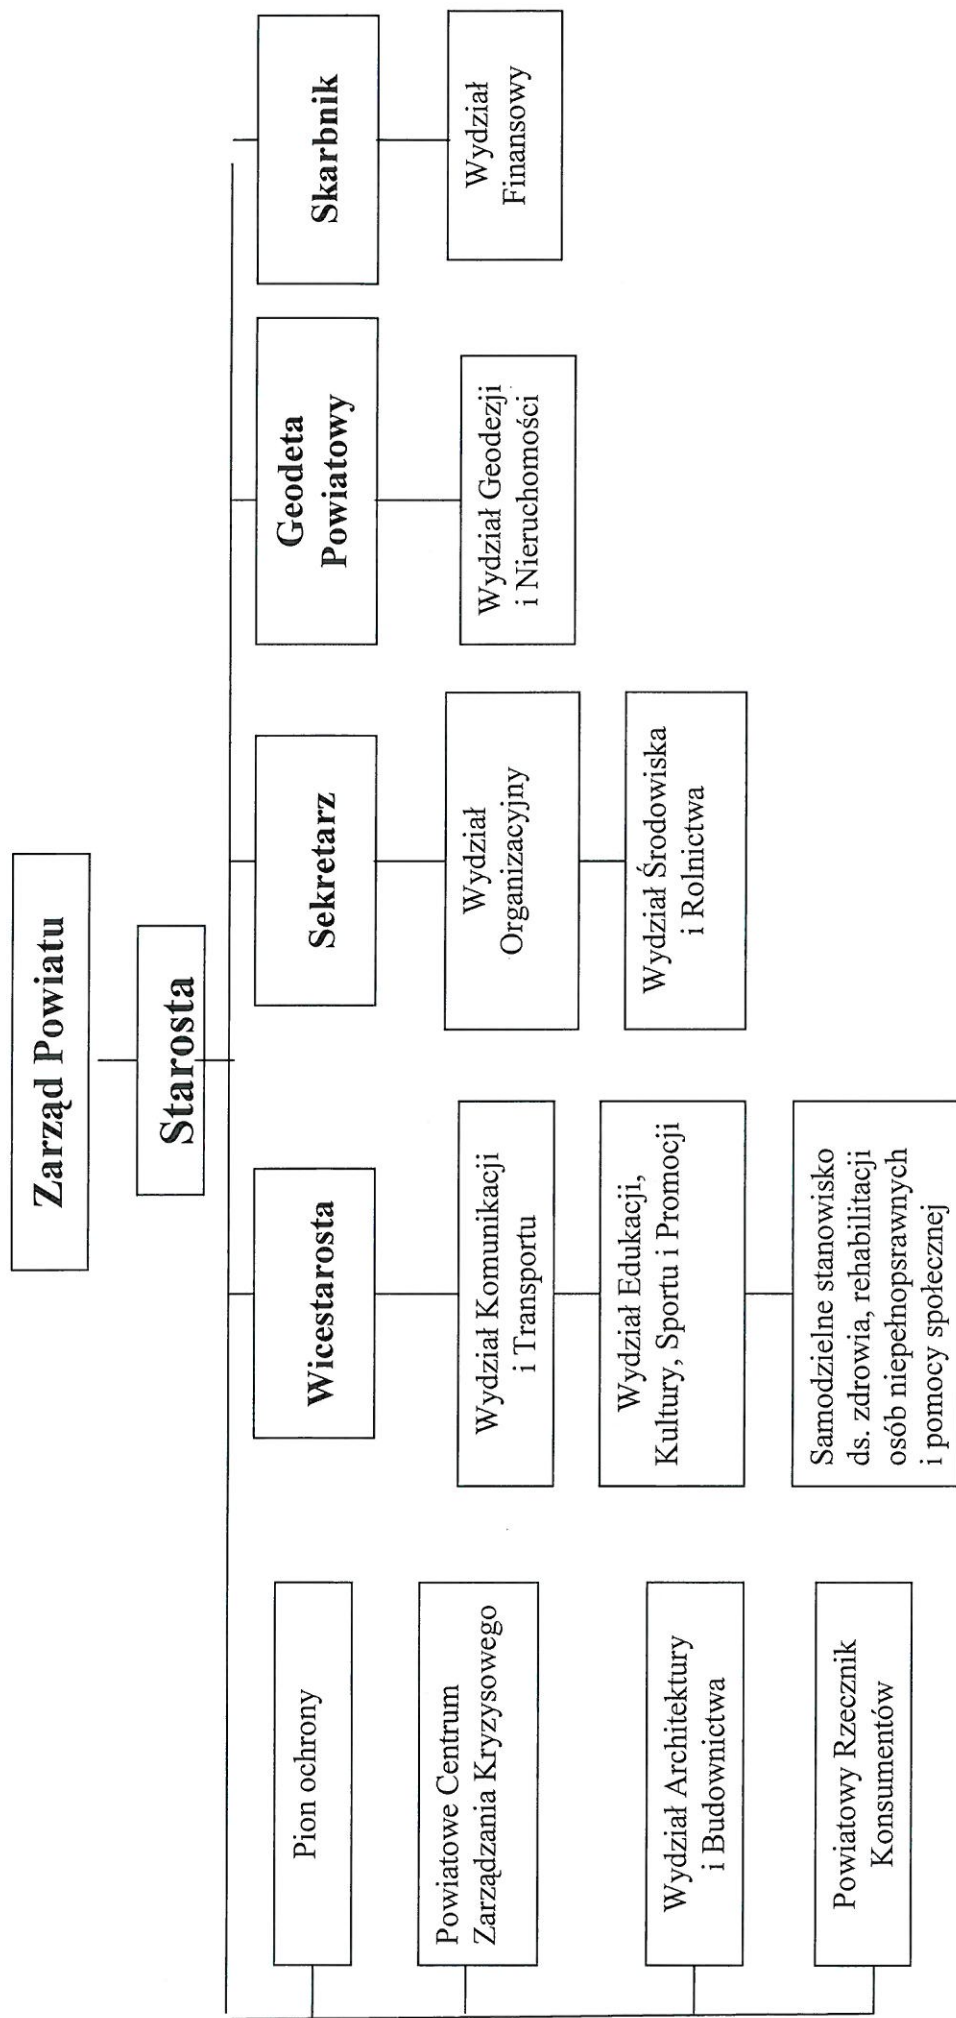 Zarząd Powiatu
Starosta
Pion ochrony
Powiatowe Centrum
Zarządzania Kryzysowego
Wydział Architektury
i Budownictwa
Powiatowy Rzecznik
Konsumentów
Wicestarosta
Wydział Komunikacji
i Transportu
Wydział Edukacji,
Kultury, Sportu i Promocji
Samodzielne stanowisko
ds. zdrowia, rehabilitacji
osób niepełnopsrawnych
i pomocy społecznej
Sekretarz
Wydział
Organizacyjny
Wydział Środowiska
i Rolnictwa
Geodeta
Powiatowy
Wydział Geodezji
i Nieruchomości
Skarbnik
Wydział
Finansowy